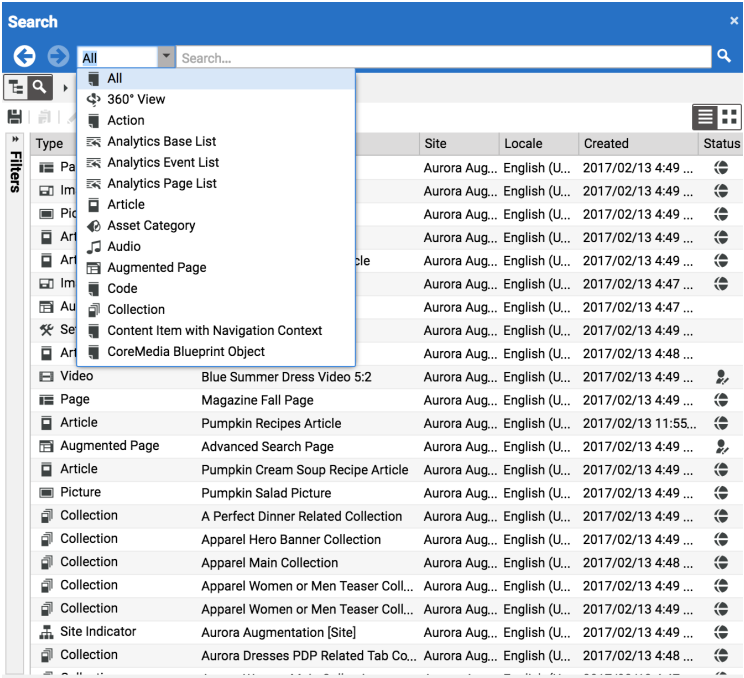 Search
All Search...
All
360° View
Action
Analytics Base List
Analytics Event List
Analytics Page List
Article
Asset Category
Audio
Augmented Page
Code
Collection
Content Item with Navigation Context
CoreMedia Blueprint Object
Filters
Type Site Locale Created Status
Pa Aurora Aug... English (U... 2017/02/13 4:49 ...
Im Aurora Aug... English (U... 2017/02/13 4:49 ...
Pic Aurora Aug... English (U... 2017/02/13 4:49 ...
Art Aurora Aug... English (U... 2017/02/13 4:49 ...
Art cle Aurora Aug... English (U... 2017/02/13 4:49 ...
Im Aurora Aug... English (U... 2017/02/13 4:47 ...
Au Aurora Aug... English (U... 2017/02/13 4:47 ...
Se Aurora Aug... English (U... 2017/02/13 4:49 ...
Art Aurora Aug... English (U... 2017/02/13 4:48 ...
Video Blue Summer Dress Video 5:2 Aurora Aug... English (U... 2017/02/13 4:49 ...
Page Magazine Fall Page Aurora Aug... English (U... 2017/02/13 4:49 ...
Article Pumpkin Recipes Article Aurora Aug... English (U... 2017/02/13 11:55...
Augmented Page Advanced Search Page Aurora Aug... English (U... 2017/02/13 4:49 ...
Article Pumpkin Cream Soup Recipe Article Aurora Aug... English (U... 2017/02/13 4:49 ...
Picture Pumpkin Salad Picture Aurora Aug... English (U... 2017/02/13 4:49 ...
Collection A Perfect Dinner Related Collection Aurora Aug... English (U... 2017/02/13 4:49 ...
Collection Apparel Hero Banner Collection Aurora Aug... English (U... 2017/02/13 4:49 ...
Collection Apparel Main Collection Aurora Aug... English (U... 2017/02/13 4:48 ...
Collection Apparel Women or Men Teaser Coll... Aurora Aug... English (U... 2017/02/13 4:49 ...
Collection Apparel Women or Men Teaser Coll... Aurora Aug... English (U... 2017/02/13 4:49 ...
Site Indicator Aurora Augmentation [Site] Aurora Aug... English (U... 2017/02/13 4:49 ...
Collection Aurora Dresses PDP Related Tab Co... Aurora Aug... English (U... 2017/02/13 4:48 ...